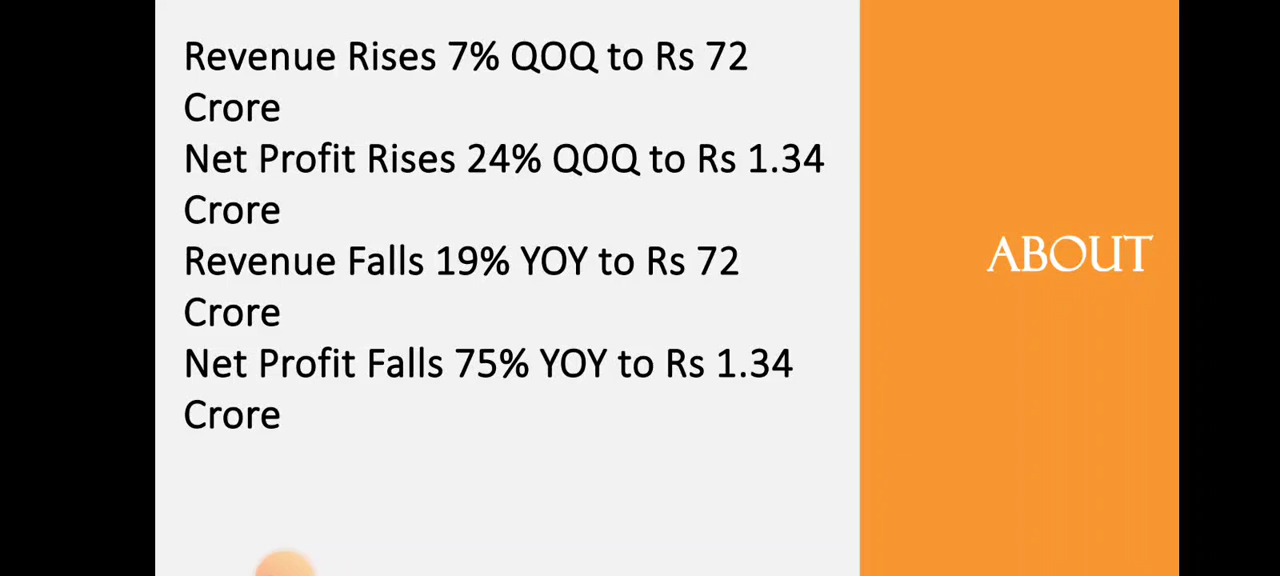 Revenue Rises 7% QOQ to Rs 72
Crore
Net Profit Rises 24% QOQ to Rs 1.34
Crore
Revenue Falls 19% YOY to Rs 72
Crore
Net Profit Falls 75% YOY to Rs 1.34
Crore
ABOUT